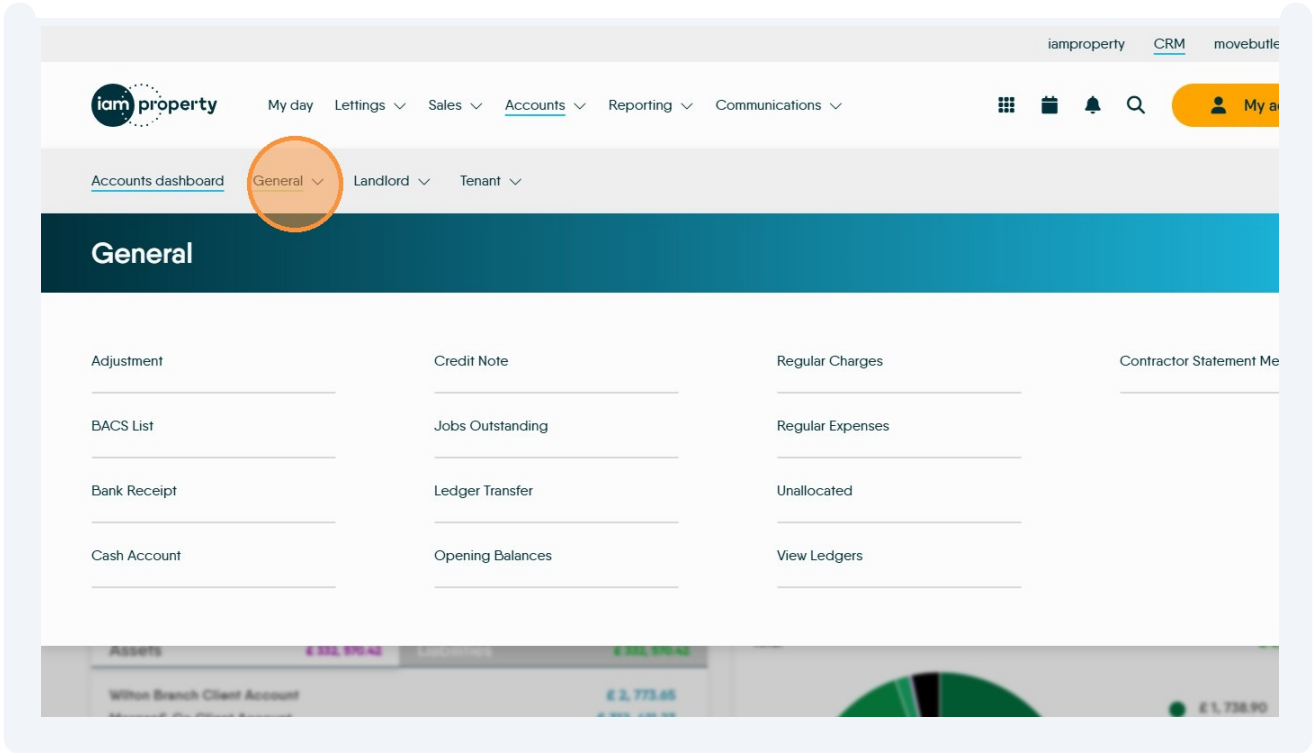 iamproperty CRM movebutle
iam property My day Lettings Sales Accounts Reporting Communications My a
Accounts dashboard General Landlord Tenant
General
Adjustment Credit Note Regular Charges Contractor Statement Me
BACS List Jobs Outstanding Regular Expenses
Bank Receipt Ledger Transfer Unallocated
Cash Account Opening Balances View Ledgers
Assets £ 332, 570.42 Liabilities £ 332, 570.42
Wilton Branch Client Account £ 2, 773.65
£ 1, 738.90